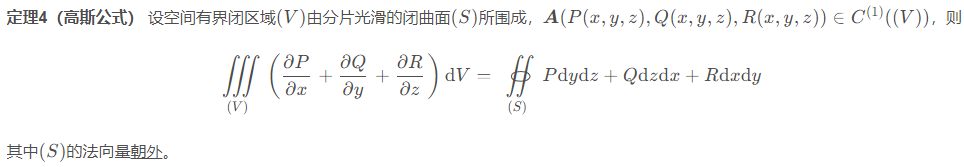 定理4（高斯公式） 设空间有界闭区域(V)由分片光滑的闭曲面(S)所围成，A(P(x,y,z),Q(x,y,z),R(x,y,z))∈C^{(1)}((V))，则
∭_{(V)} (∂P/∂x + ∂Q/∂y + ∂R/∂z) dV = ∯_{(S)} Pdydz + Qdzdx + Rdxdy
其中(S)的法向量朝外。